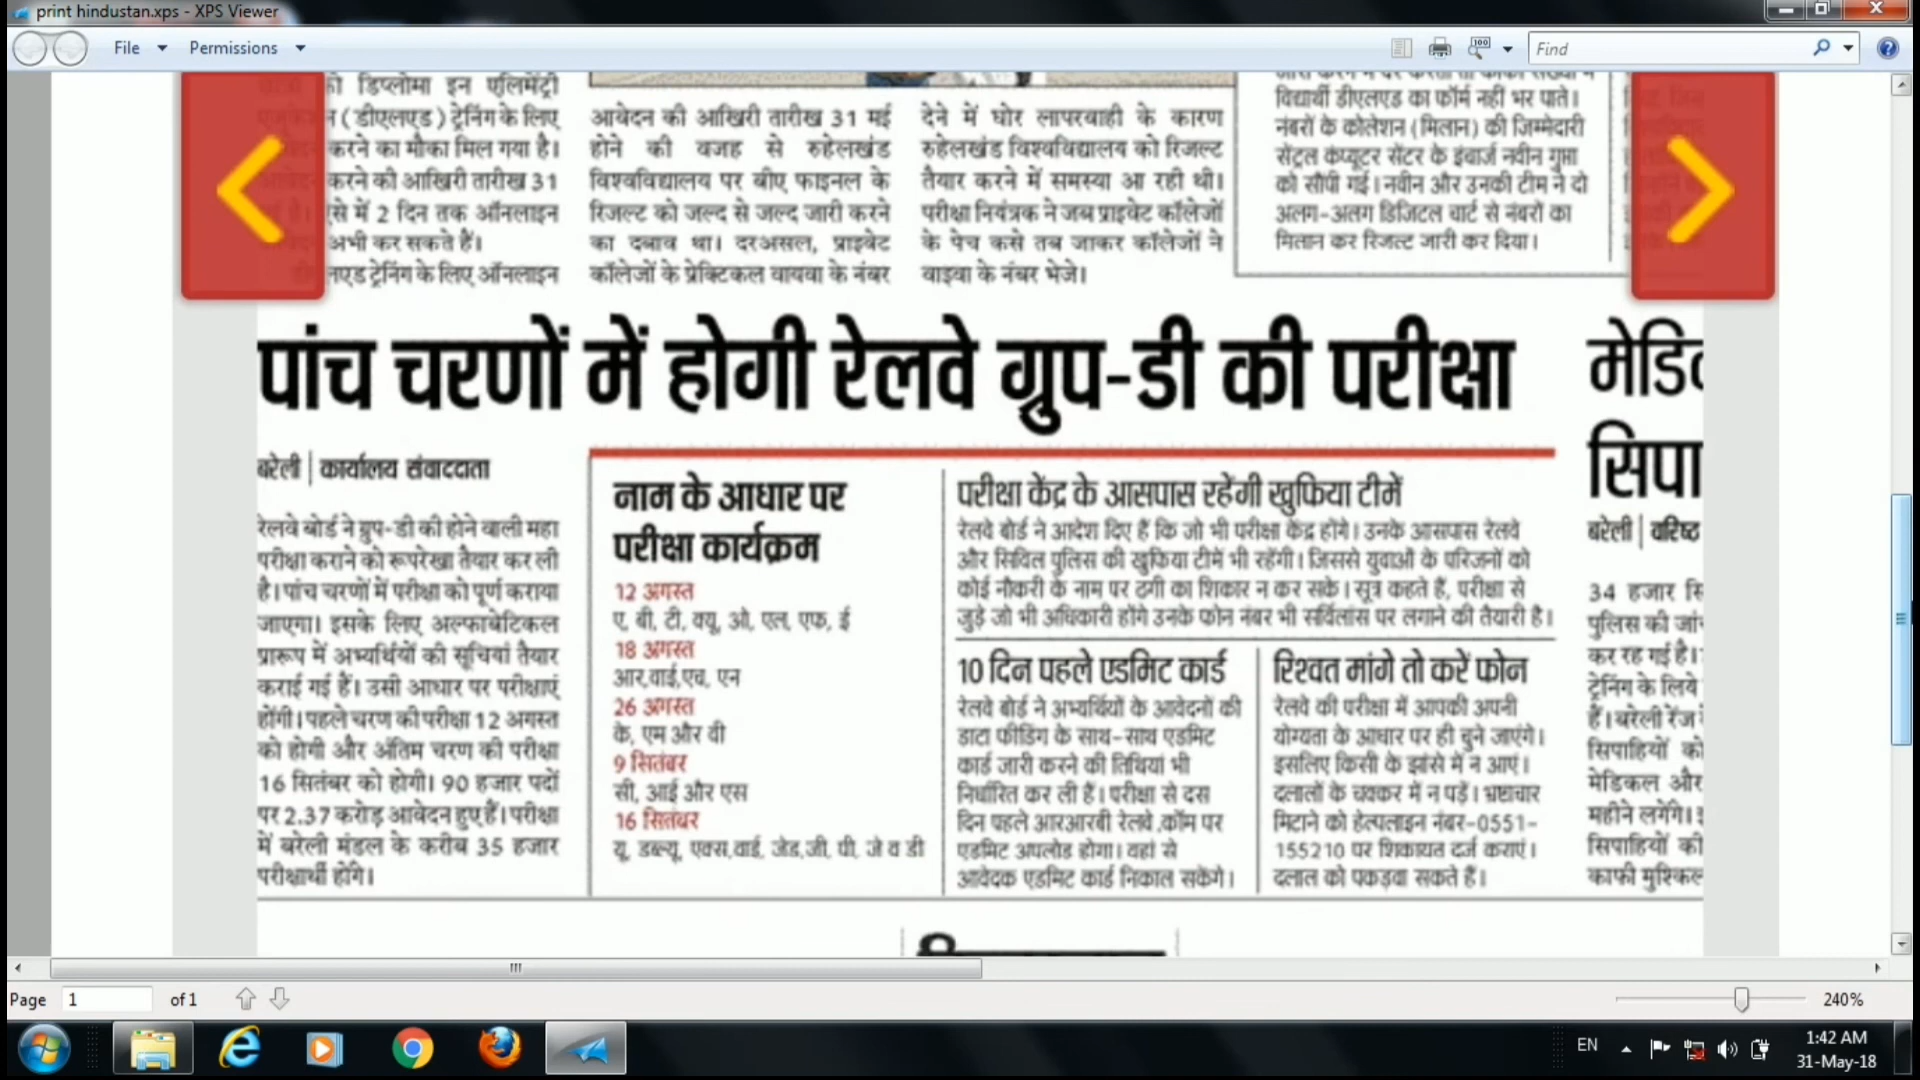 print hindustan.xps - XPS Viewer
File
Permissions
Find
को डिप्लोमा इन एलिमेंट्री
न (डीएलएड) ट्रेनिंग के लिए
करने का मौका मिल गया है।
करने की आखिरी तारीख 31
ऐसे में 2 दिन तक ऑनलाइन
अभी कर सकते हैं।
एड ट्रेनिंग के लिए ऑनलाइन
आवेदन की आखिरी तारीख 31 मई
होने की वजह से रुहेलखंड
विश्वविद्यालय पर बीए फाइनल के
रिजल्ट को जल्द से जल्द जारी करने
का दबाव था। दरअसल, प्राइवेट
कॉलेजों के प्रेक्टिकल वायवा के नंबर
देने में घोर लापरवाही के कारण
रुहेलखंड विश्वविद्यालय को रिजल्ट
तैयार करने में समस्या आ रही थी।
परीक्षा नियंत्रक ने जब प्राइवेट कॉलेजों
के पेच कसे तब जाकर कॉलेजों ने
वाइवा के नंबर भेजे।
विद्यार्थी डीएलएड का फॉर्म नहीं भर पाते।
नंबरों के कोलेशन (मिलान) की जिम्मेदारी
सेंट्रल कंप्यूटर सेंटर के इंचार्ज नवीन गुप्ता
को सौंपी गई। नवीन और उनकी टीम ने दो
अलग-अलग डिजिटल चार्ट से नंबरों का
मिलान कर रिजल्ट जारी कर दिया।
पांच चरणों में होगी रेलवे ग्रुप-डी की परीक्षा
बरेली | कार्यालय संवाददाता
रेलवे बोर्ड ने ग्रुप-डी की होने वाली महा
परीक्षा कराने को रूपरेखा तैयार कर ली
है। पांच चरणों में परीक्षा को पूर्ण कराया
जाएगा। इसके लिए अल्फाबेटिकल
प्रारूप में अभ्यर्थियों की सूचियां तैयार
कराई गई हैं। उसी आधार पर परीक्षाएं
होंगी। पहले चरण की परीक्षा 12 अगस्त
को होगी और अंतिम चरण की परीक्षा
16 सितंबर को होगी। 90 हजार पदों
पर 2.37 करोड़ आवेदन हुए हैं। परीक्षा
में बरेली मंडल के करीब 35 हजार
परीक्षार्थी होंगे।
नाम के आधार पर
परीक्षा कार्यक्रम
12 अगस्त
ए, बी, टी, क्यू, ओ, एल, एफ, ई
18 अगस्त
आर,वाई,एच, एन
26 अगस्त
के, एम और वी
9 सितंबर
सी, आई और एस
16 सितंबर
यू, डब्ल्यू, एक्स,वाई, जेड,जी, पी, जे व डी
परीक्षा केंद्र के आसपास रहेंगी खुफिया टीमें
रेलवे बोर्ड ने आदेश दिए हैं कि जो भी परीक्षा केंद्र होंगे। उनके आसपास रेलवे
और सिविल पुलिस की खुफिया टीमें भी रहेंगी। जिससे युवाओं के परिजनों को
कोई नौकरी के नाम पर ठगी का शिकार न कर सके। सूत्र कहते हैं, परीक्षा से
जुड़े जो भी अधिकारी होंगे उनके फोन नंबर भी सर्विलांस पर लगाने की तैयारी है।
10 दिन पहले एडमिट कार्ड
रेलवे बोर्ड ने अभ्यर्थियों के आवेदनों की
डाटा फीडिंग के साथ-साथ एडमिट
कार्ड जारी करने की तिथियां भी
निर्धारित कर ली हैं। परीक्षा से दस
दिन पहले आरआरबी रेलवे .कॉम पर
एडमिट अपलोड होगा। वहां से
आवेदक एडमिट कार्ड निकाल सकेंगे।
रिश्वत मांगे तो करें फोन
रेलवे की परीक्षा में आपकी अपनी
योग्यता के आधार पर ही चुने जाएंगे।
इसलिए किसी के झांसे में न आएं।
दलालों के चक्कर में न पड़ें। भ्रष्टाचार
मिटाने को हेल्पलाइन नंबर-0551-
155210 पर शिकायत दर्ज कराएं।
दलाल को पकड़वा सकते हैं।
मेडि
सिपा
बरेली | वरिष्ट
34 हजार सि
पुलिस की जां
कर रह गई है।
ट्रेनिंग के लिये
हैं। बरेली रेंज
सिपाहियों को
मेडिकल और
महीने लगेंगे।
सिपाहियों की
काफी मुश्किल
Page 1 of 1
240%
EN
1:42 AM
31-May-18